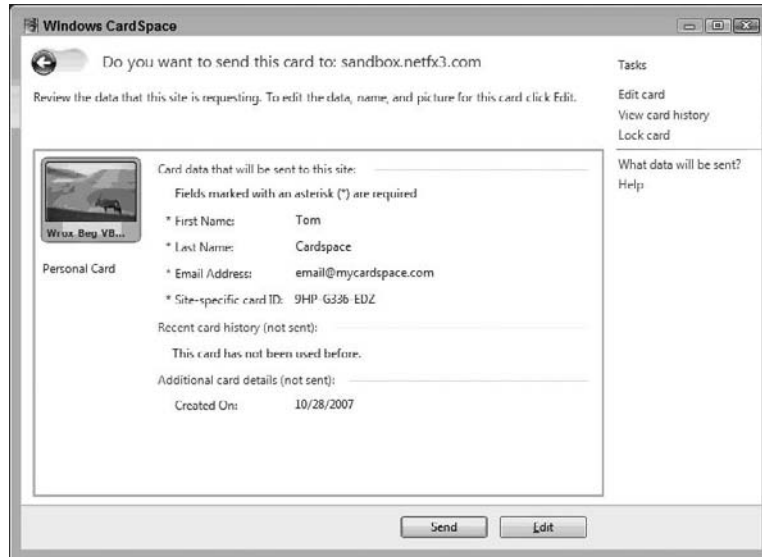 Windows CardSpace
Do you want to send this card to: sandbox.netfx3.com
Review the data that this site is requesting. To edit the data, name, and picture for this card click Edit.
Card data that will be sent to this site:
Fields marked with an asterisk (*) are required
* First Name: Tom
* Last Name: Cardspace
* Email Address: email@mycardspace.com
* Site-specific card ID: 9HP-G336-EDZ
Wrox Beg VB...
Personal Card
Recent card history (not sent):
This card has not been used before.
Additional card details (not sent):
Created On: 10/28/2007
Tasks
Edit card
View card history
Lock card
What data will be sent?
Help
Send
Edit